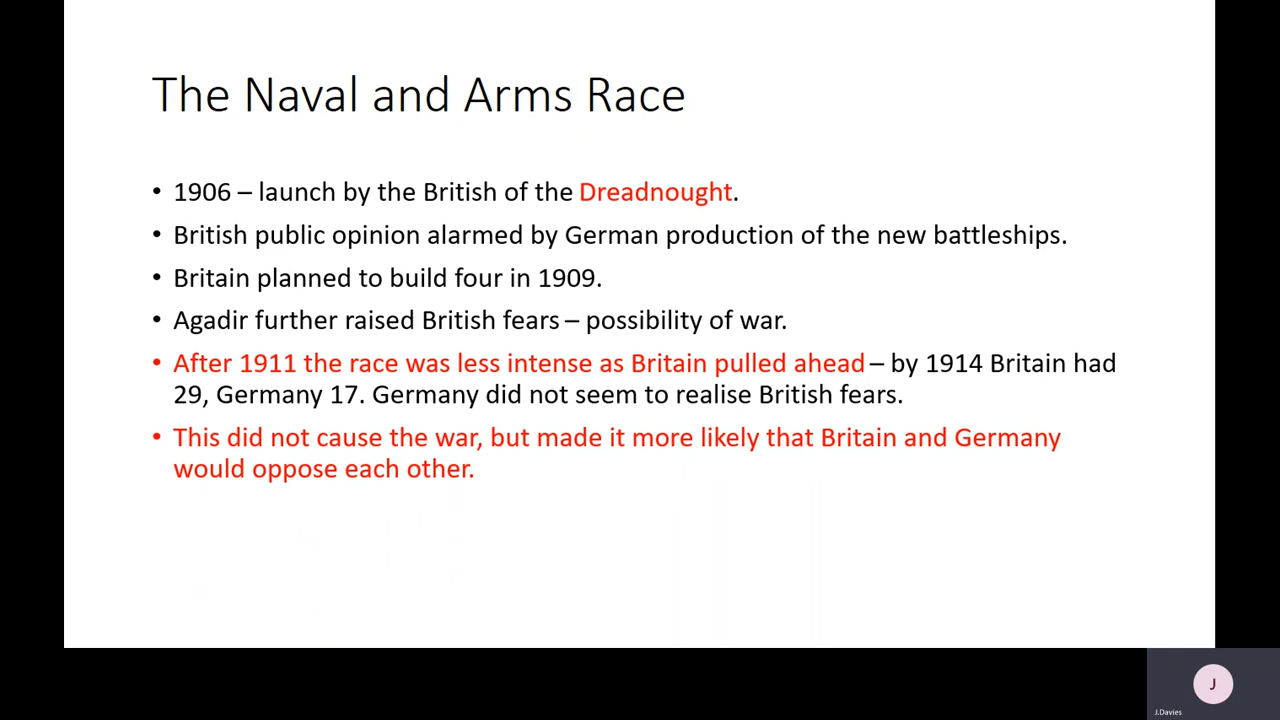 The Naval and Arms Race
• 1906 – launch by the British of the Dreadnought.
• British public opinion alarmed by German production of the new battleships.
• Britain planned to build four in 1909.
• Agadir further raised British fears – possibility of war.
• After 1911 the race was less intense as Britain pulled ahead – by 1914 Britain had
29, Germany 17. Germany did not seem to realise British fears.
• This did not cause the war, but made it more likely that Britain and Germany
would oppose each other.
J
J.Davies